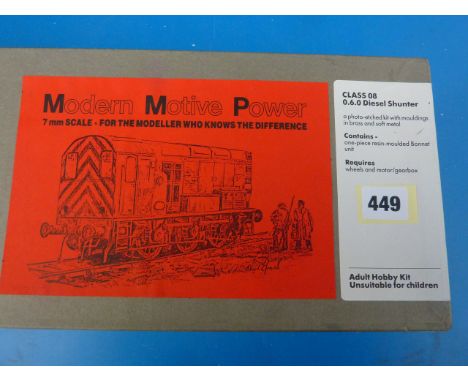 Modern Motive Power
7 mm SCALE - FOR THE MODELLER WHO KNOWS THE DIFFERENCE
CLASS 08
0.6.0 Diesel Shunter
a photo-etched kit with mouldings
in brass and soft metal
Contains -
one-piece resin moulded Bonnet
unit
Requires
wheels and motor/gearbox
449
Adult Hobby Kit
Unsuitable for children